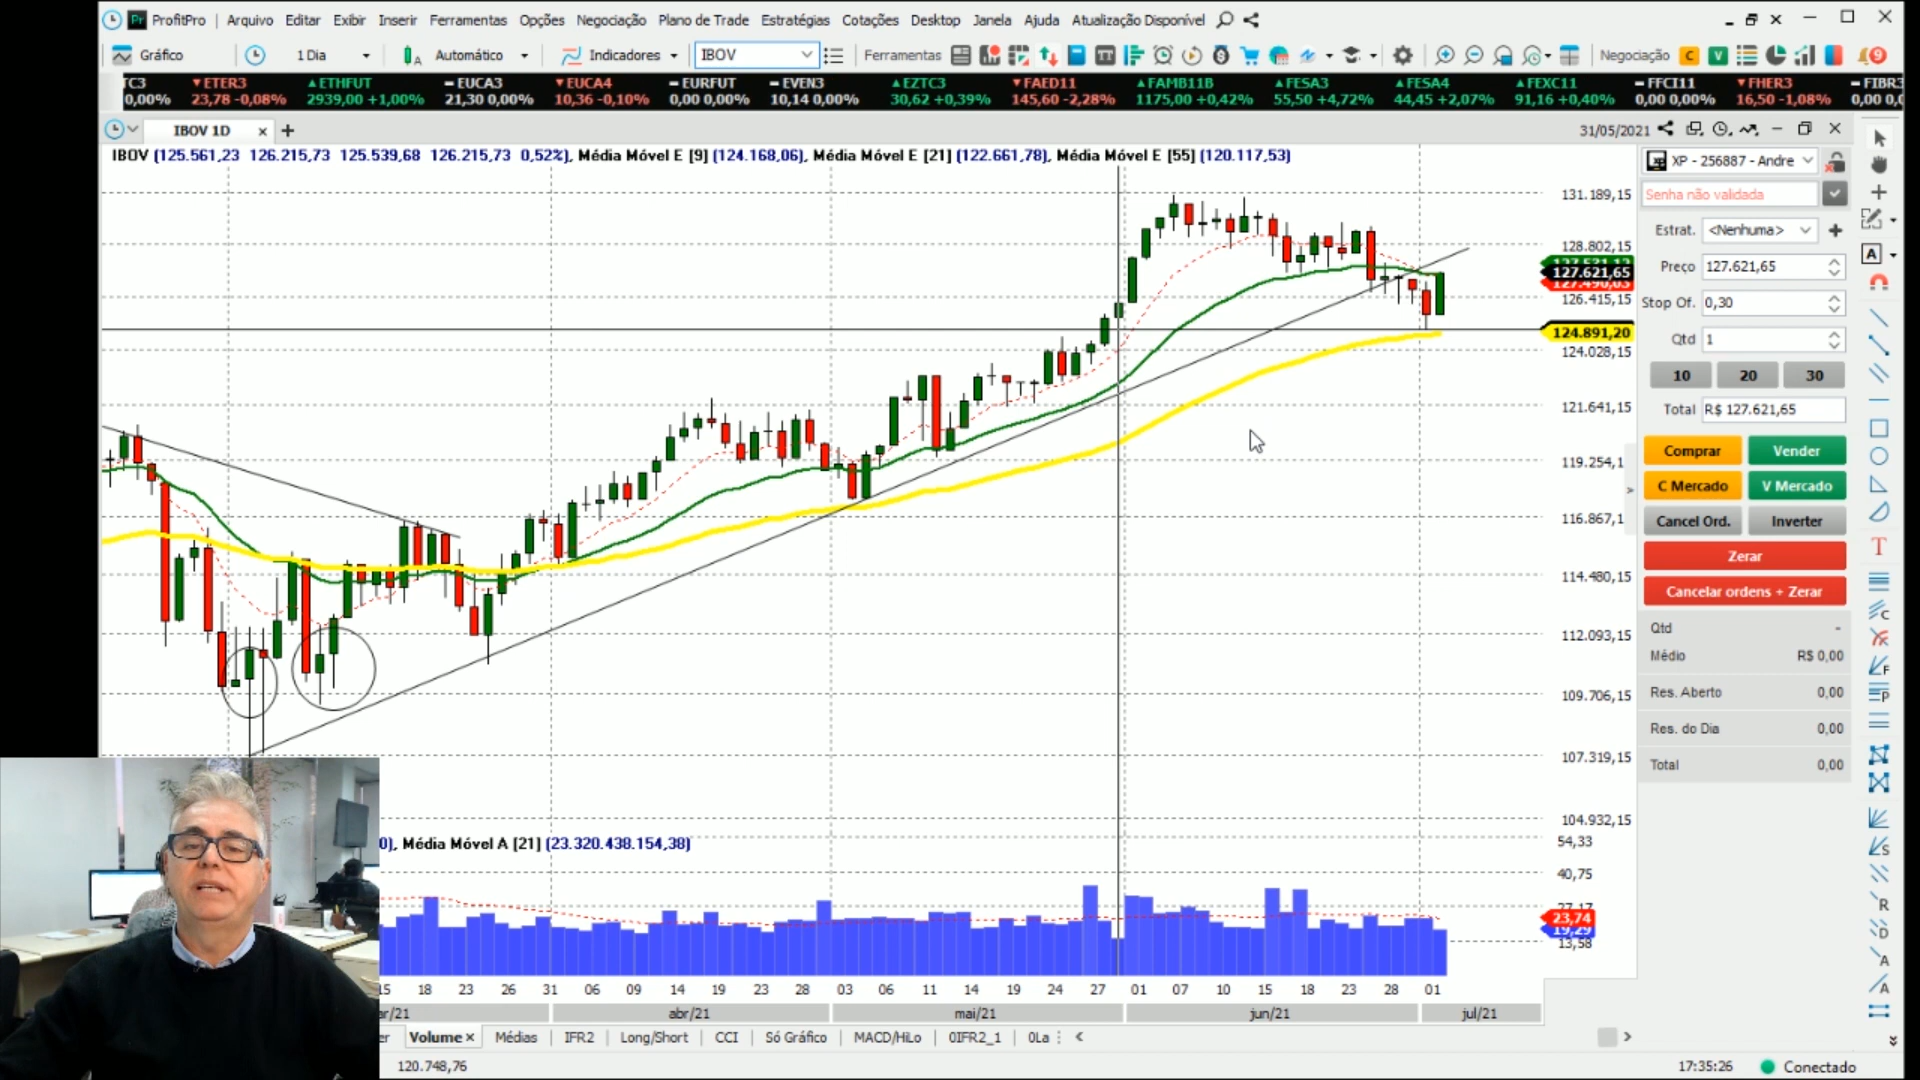 ProfitPro Arquivo Editar Exibir Inserir Ferramentas Opções Negociação Plano de Trade Estratégias Cotações Desktop Janela Ajuda Atualização Disponível
Gráfico 1 Dia Automático Indicadores IBOV Ferramentas Negociação
TC3 ETER3 ETHFUT EUCA3 EUCA4 EURFUT EVEN3 EZTC3 FAED11 FAMB11B FESA3 FESA4 FEXC11 FFCI11 FHER3 FIBR3
0,00% 23,78 -0,08% 2939,00 +1,00% 21,30 0,00% 10,36 -0,10% 0,00 0,00% 10,14 0,00% 30,62 +0,39% 145,60 -2,28% 1175,00 +0,42% 55,50 +4,72% 44,45 +2,07% 91,16 +0,40% 0,00 0,00% 16,50 -1,08%
IBOV 1D
31/05/2021
IBOV (125.561,23 126.215,73 125.539,68 126.215,73 0,52%), Média Móvel E [9] (124.168,06), Média Móvel E [21] (122.661,78), Média Móvel E [55] (120.117,53)
131.189,15
128.802,15
127.621,65
126.415,15
124.891,20
124.028,15
121.641,15
119.254,1
116.867,1
114.480,15
112.093,15
109.706,15
107.319,15
104.932,15
XP - 256887 - Andre
Senha não validada
Estrat. <Nenhuma>
Preço 127.621,65
Stop Of. 0,30
Qtd 1
10 20 30
Total R$ 127.621,65
Comprar Vender
C Mercado V Mercado
Cancel Ord. Inverter
Zerar
Cancelar ordens + Zerar
Qtd -
Médio R$ 0,00
Res. Aberto 0,00
Res. do Dia 0,00
Total 0,00
0), Média Móvel A [21] (23.320.438.154,38)
54,33
40,75
23,74
13,58
15 18 23 26 31 06 09 14 19 23 28 03 06 11 14 19 24 27 01 07 10 15 18 23 28 01
ar/21 abr/21 mai/21 jun/21 jul/21
er Volume Médias IFR2 Long/Short CCI Só Gráfico MACD/HiLo 0IFR2_1 0La
120.748,76
17:35:26 Conectado